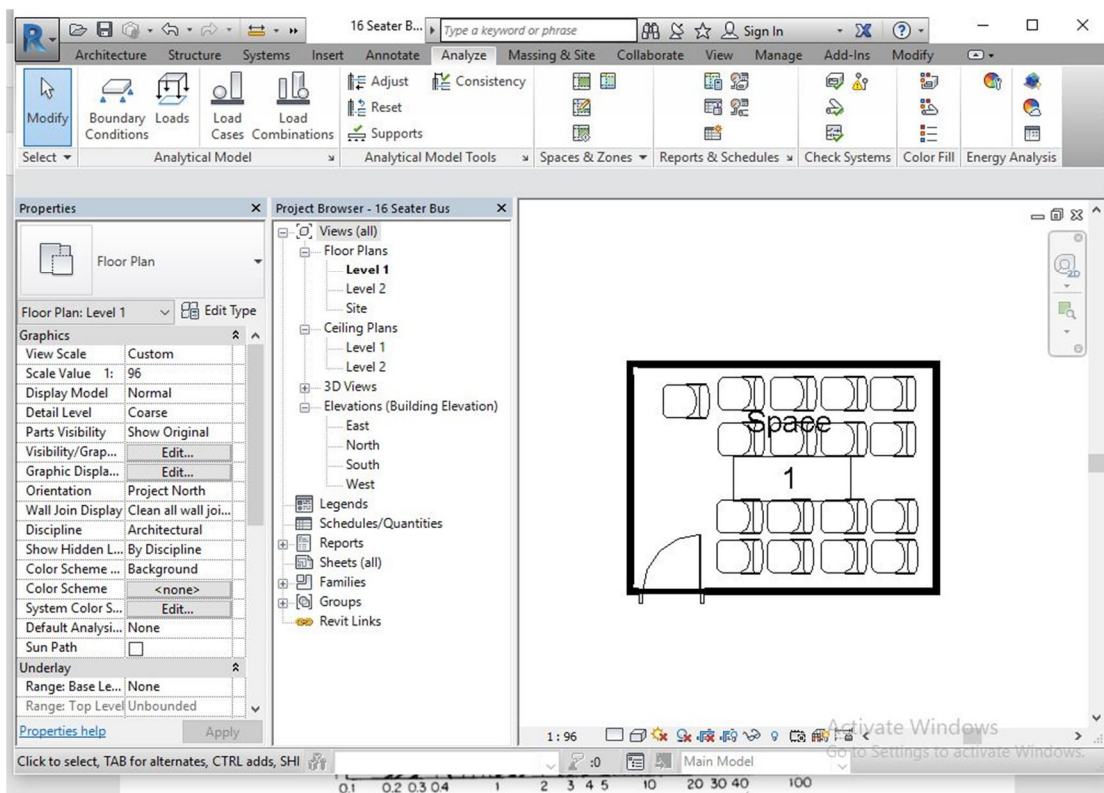 16 Seater B... Type a keyword or phrase Sign In
Architecture Structure Systems Insert Annotate Analyze Massing & Site Collaborate View Manage Add-Ins Modify
Modify
Boundary Conditions
Loads
Load Cases
Load Combinations
Adjust Consistency
Reset
Supports
Select Analytical Model Analytical Model Tools Spaces & Zones Reports & Schedules Check Systems Color Fill Energy Analysis
Properties
Floor Plan
Floor Plan: Level 1 Edit Type
Graphics
View Scale Custom
Scale Value 1: 96
Display Model Normal
Detail Level Coarse
Parts Visibility Show Original
Visibility/Grap... Edit...
Graphic Displa... Edit...
Orientation Project North
Wall Join Display Clean all wall joi...
Discipline Architectural
Show Hidden L... By Discipline
Color Scheme ... Background
Color Scheme <none>
System Color S... Edit...
Default Analysi... None
Sun Path
Underlay
Range: Base Le... None
Range: Top Level Unbounded
Properties help Apply
Project Browser - 16 Seater Bus
Views (all)
Floor Plans
Level 1
Level 2
Site
Ceiling Plans
Level 1
Level 2
3D Views
Elevations (Building Elevation)
East
North
South
West
Legends
Schedules/Quantities
Reports
Sheets (all)
Families
Groups
Revit Links
2D
Space
1
1 : 96
Activate Windows
Go to Settings to activate Windows.
Click to select, TAB for alternates, CTRL adds, SHI :0 Main Model
0.1 0.2 0.3 0.4 1 2 3 4 5 10 20 30 40 100